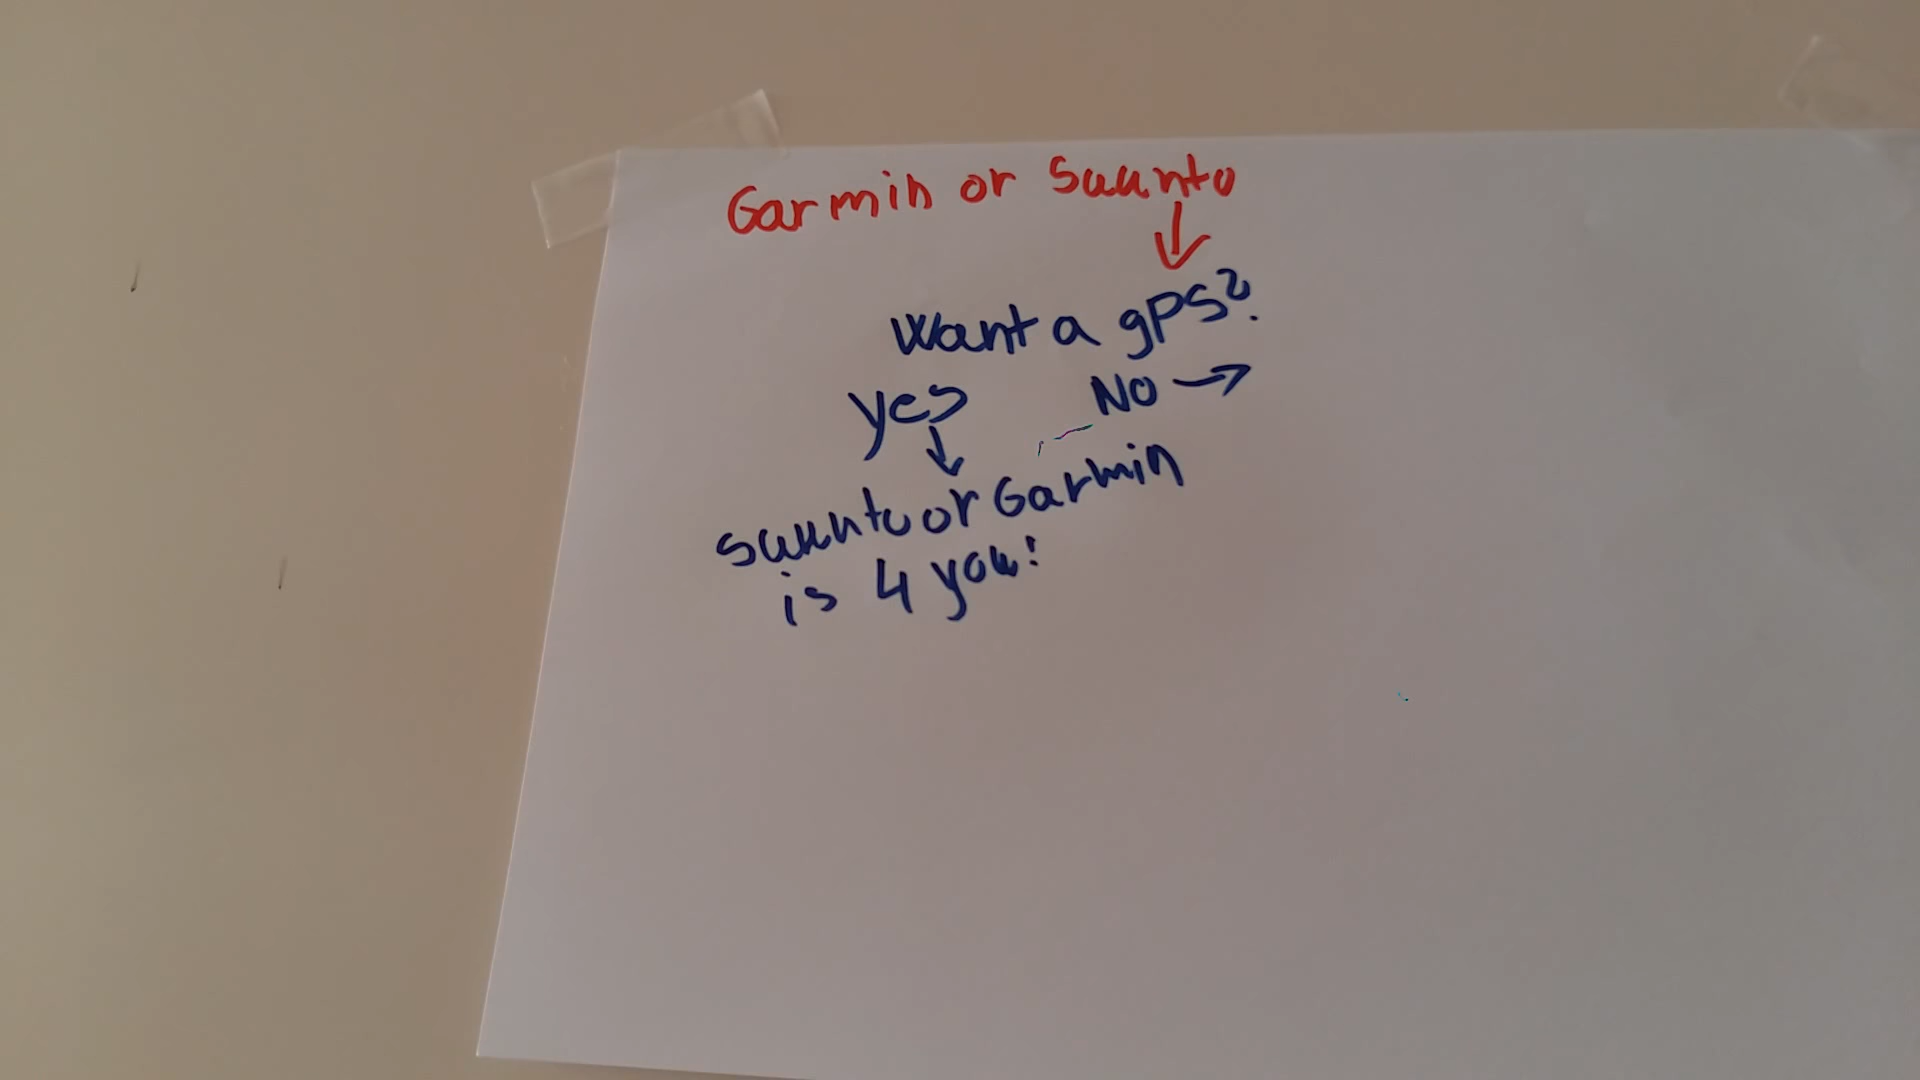 Garmin or Suunto
↓
Want a gPS?
yes No →
↓
suunto or Garmin
is 4 you!